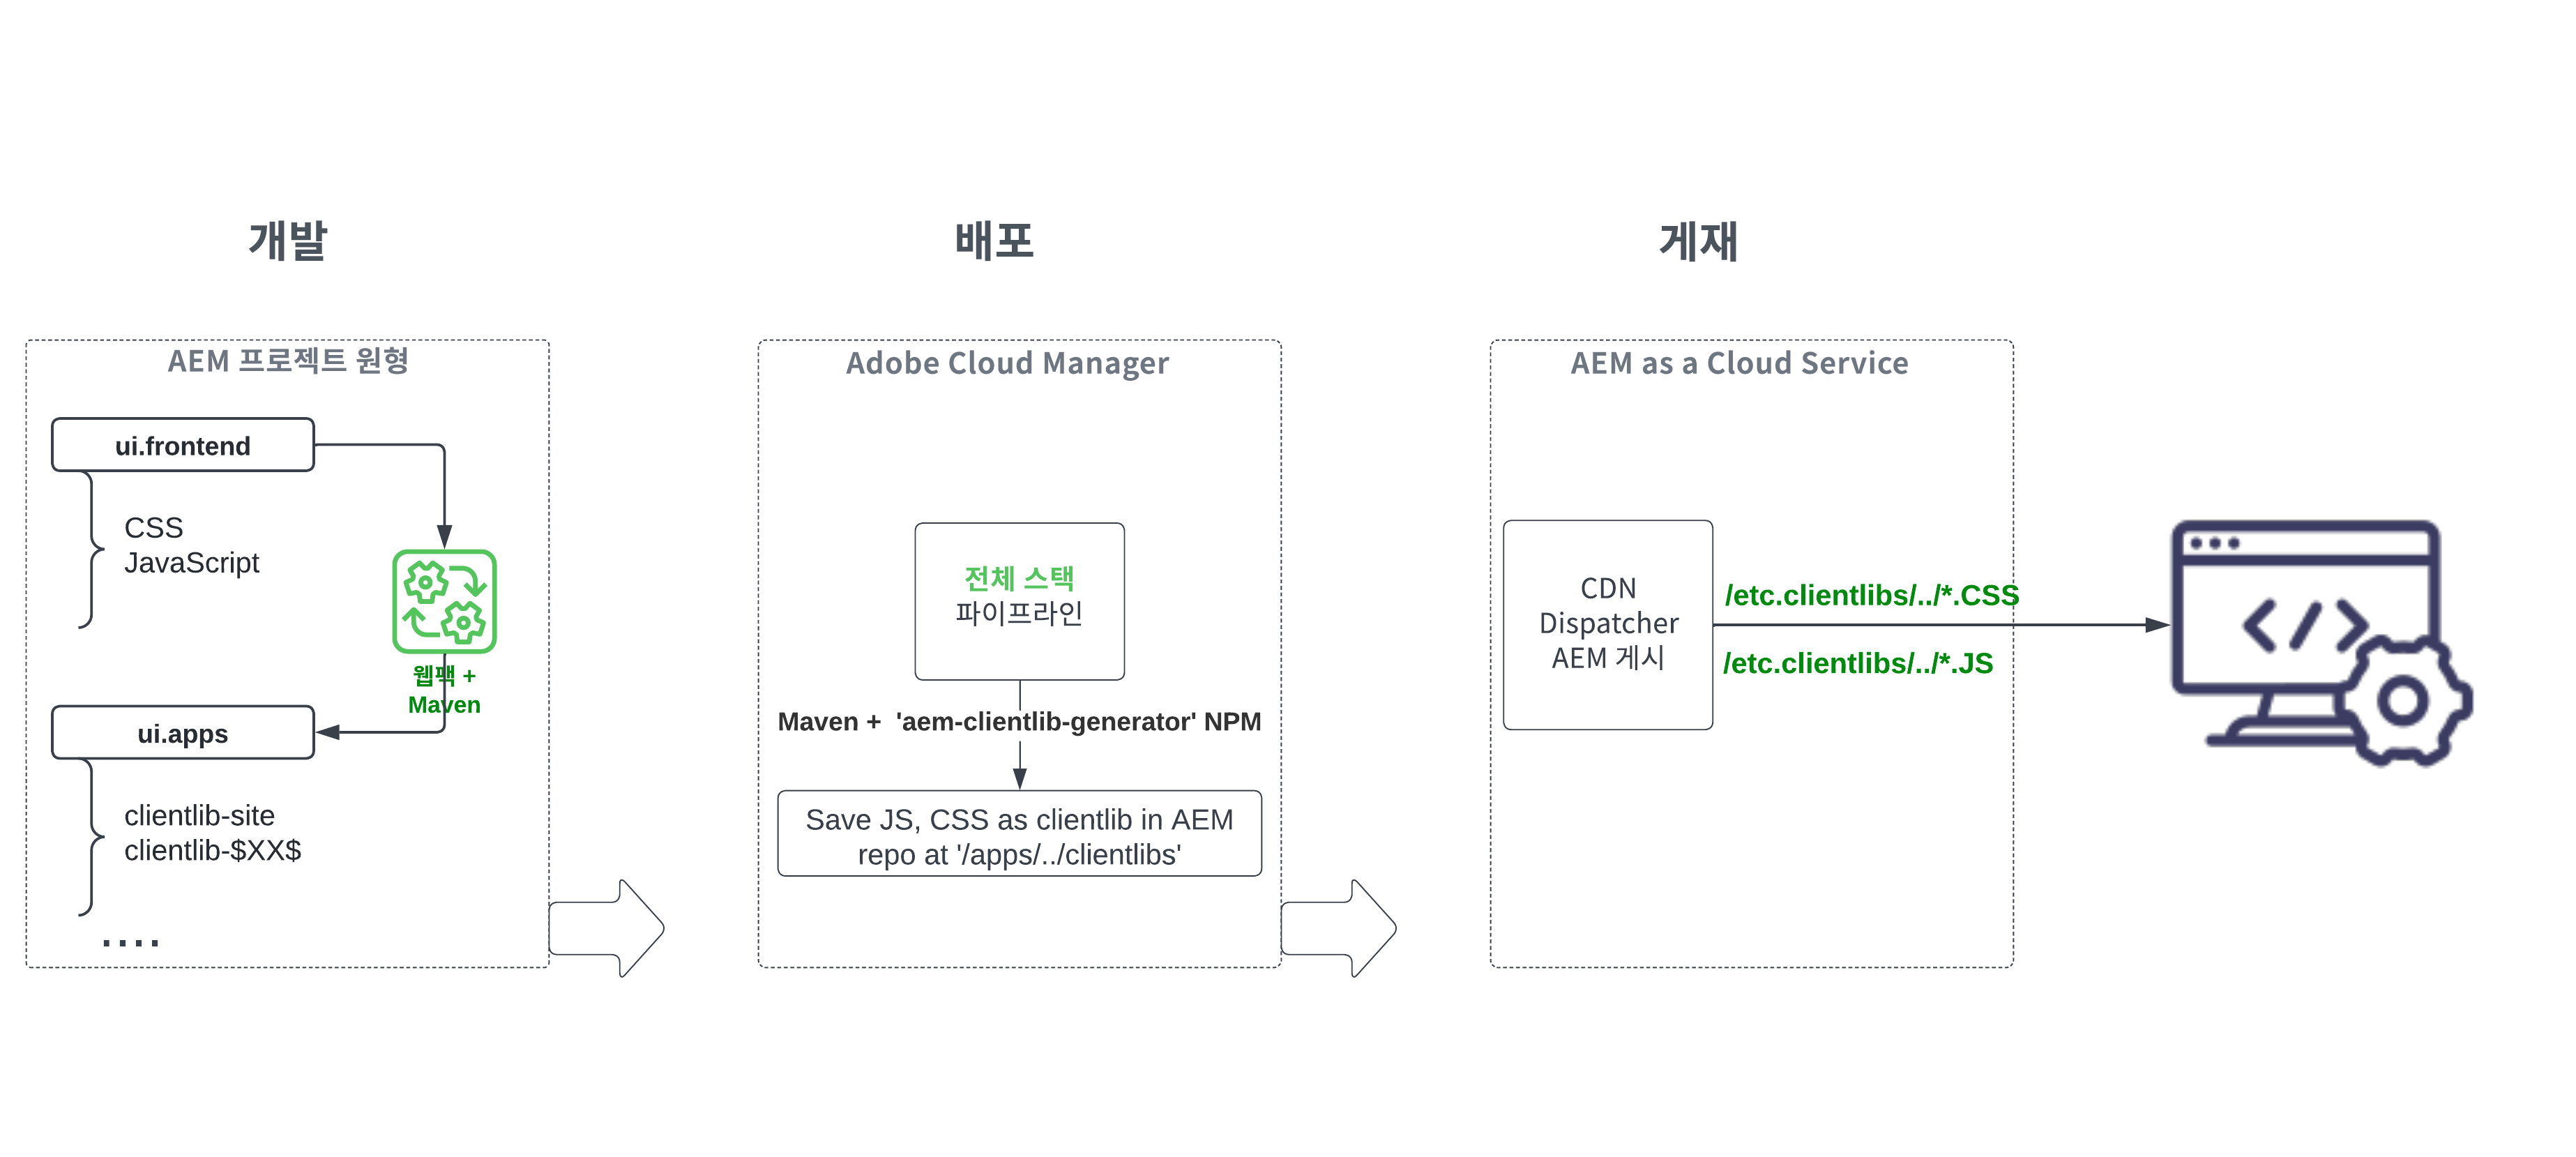 개발
배포
게재
AEM 프로젝트 원형
ui.frontend
CSS
JavaScript
웹팩 +
Maven
ui.apps
clientlib-site
clientlib-$XX$
....
Adobe Cloud Manager
전체 스택
파이프라인
Maven + 'aem-clientlib-generator' NPM
Save JS, CSS as clientlib in AEM
repo at '/apps/../clientlibs'
AEM as a Cloud Service
CDN
Dispatcher
AEM 게시
/etc.clientlibs/../*.CSS
/etc.clientlibs/../*.JS